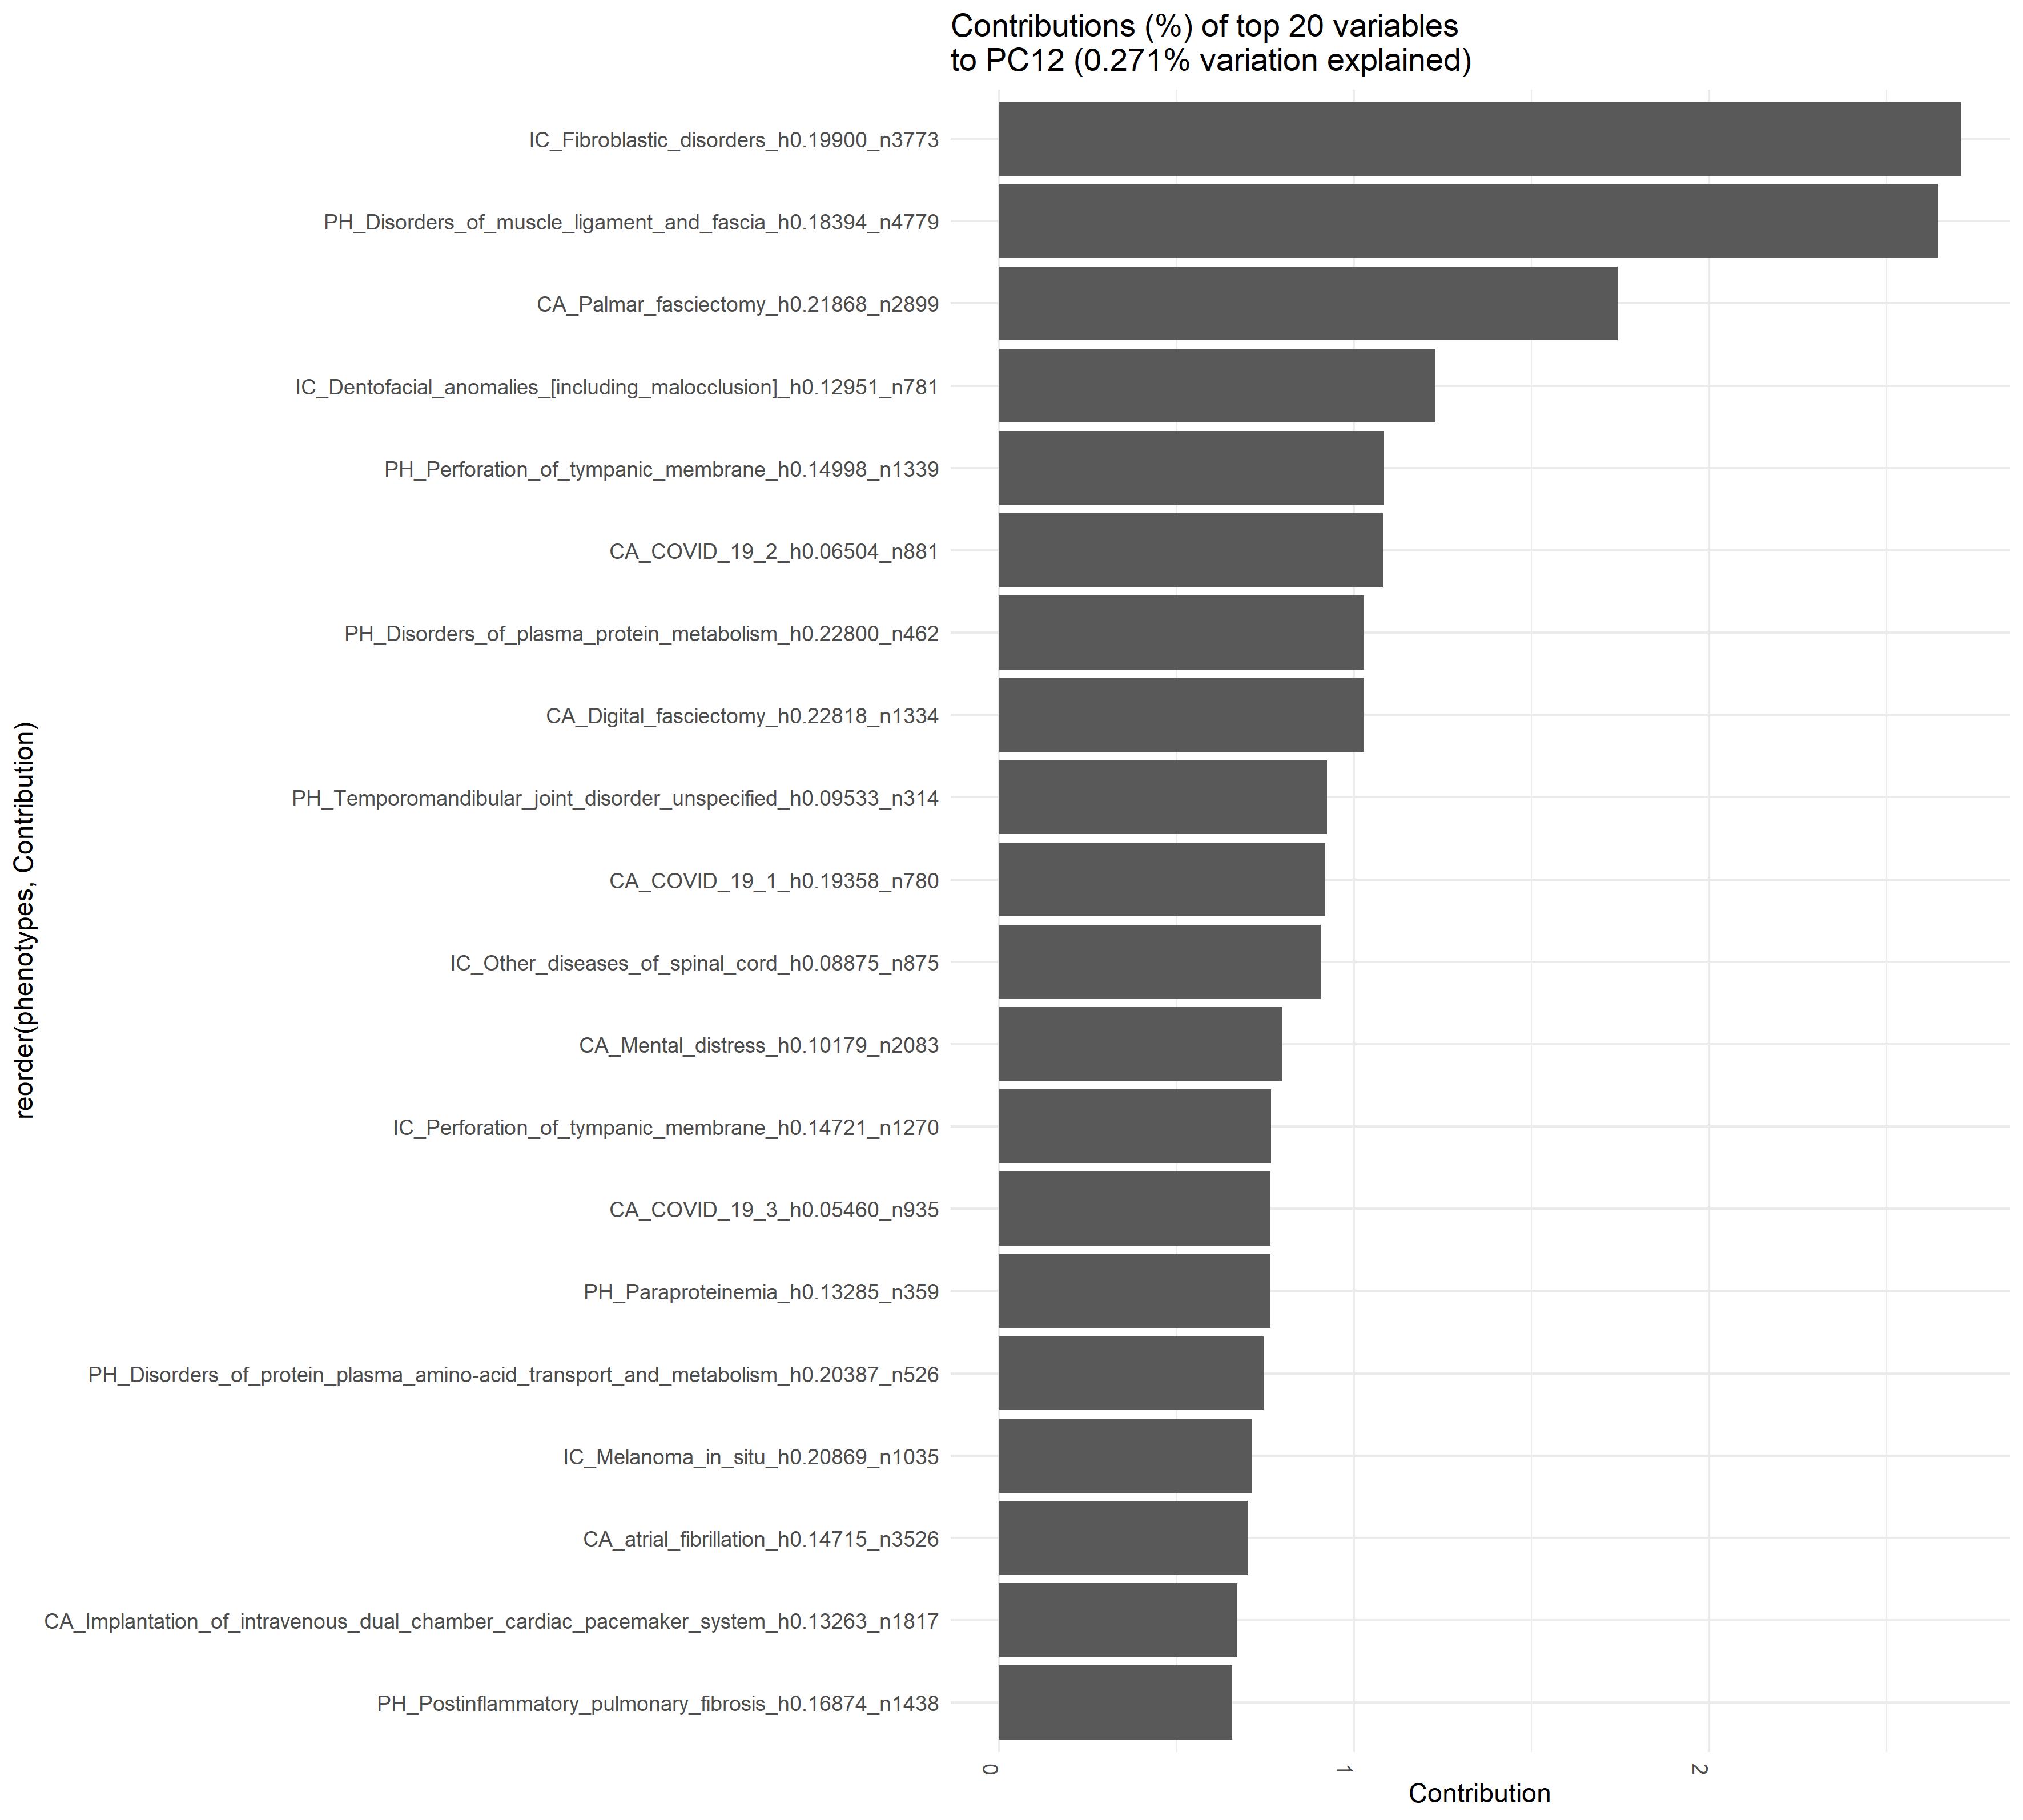 Contributions (%) of top 20 variables
to PC12 (0.271% variation explained)
IC_Fibroblastic_disorders_h0.19900_n3773
PH_Disorders_of_muscle_ligament_and_fascia_h0.18394_n4779
CA_Palmar_fasciectomy_h0.21868_n2899
IC_Dentofacial_anomalies_[including_malocclusion]_h0.12951_n781
PH_Perforation_of_tympanic_membrane_h0.14998_n1339
CA_COVID_19_2_h0.06504_n881
PH_Disorders_of_plasma_protein_metabolism_h0.22800_n462
CA_Digital_fasciectomy_h0.22818_n1334
PH_Temporomandibular_joint_disorder_unspecified_h0.09533_n314
CA_COVID_19_1_h0.19358_n780
IC_Other_diseases_of_spinal_cord_h0.08875_n875
CA_Mental_distress_h0.10179_n2083
IC_Perforation_of_tympanic_membrane_h0.14721_n1270
CA_COVID_19_3_h0.05460_n935
PH_Paraproteinemia_h0.13285_n359
PH_Disorders_of_protein_plasma_amino-acid_transport_and_metabolism_h0.20387_n526
IC_Melanoma_in_situ_h0.20869_n1035
CA_atrial_fibrillation_h0.14715_n3526
CA_Implantation_of_intravenous_dual_chamber_cardiac_pacemaker_system_h0.13263_n1817
PH_Postinflammatory_pulmonary_fibrosis_h0.16874_n1438
reorder(phenotypes, Contribution)
0 1 2
Contribution